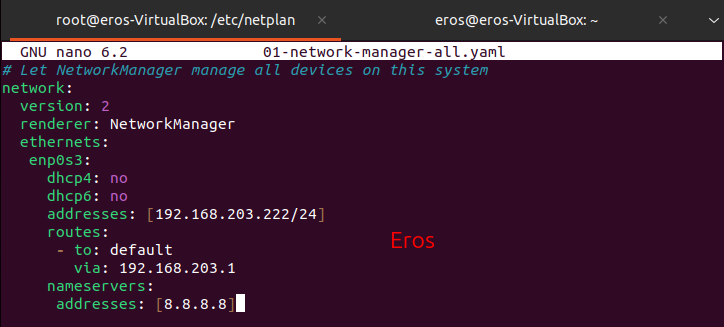 root@eros-VirtualBox: /etc/netplan × eros@eros-VirtualBox: ~ ×
GNU nano 6.2 01-network-manager-all.yaml
# Let NetworkManager manage all devices on this system
network:
  version: 2
  renderer: NetworkManager
  ethernets:
   enp0s3:
     dhcp4: no
     dhcp6: no
     addresses: [192.168.203.222/24]
     routes:
      - to: default
        via: 192.168.203.1
     nameservers:
      addresses: [8.8.8.8]
Eros